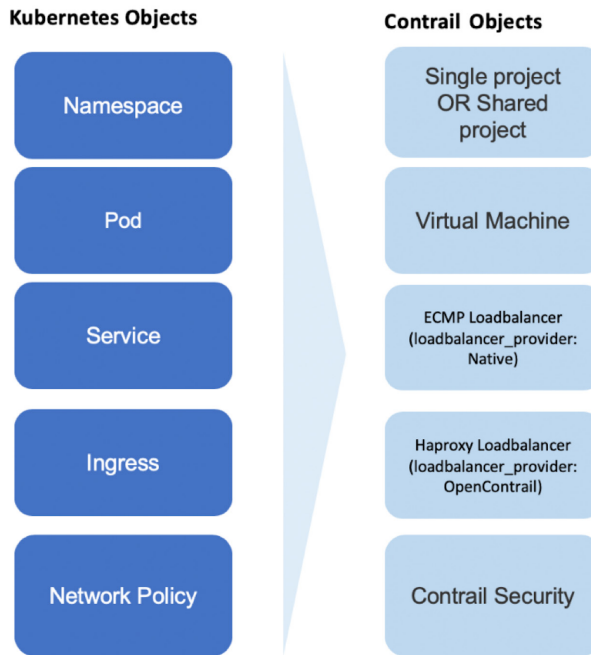 Kubernetes Objects
Contrail Objects
Namespace
Single project
OR Shared
project
Pod
Virtual Machine
Service
ECMP Loadbalancer
(loadbalancer_provider:
Native)
Ingress
Haproxy Loadbalancer
(loadbalancer_provider:
OpenContrail)
Network Policy
Contrail Security